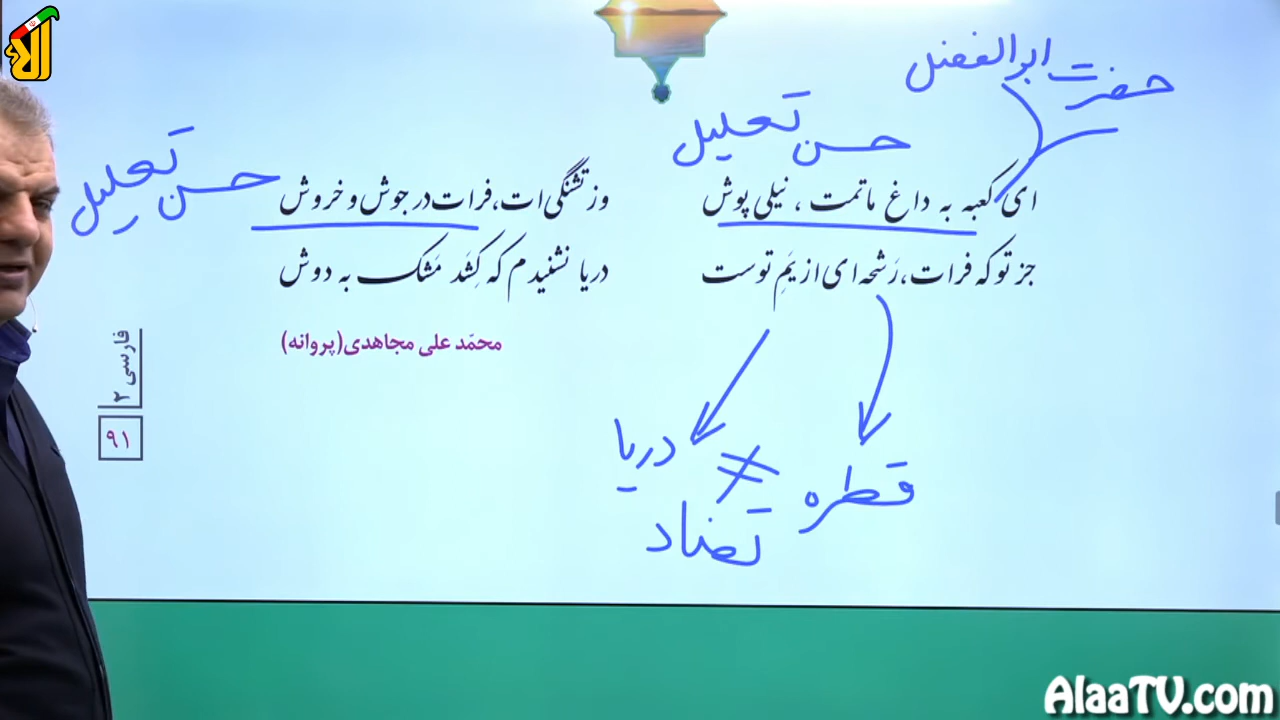 الا
حضرت ابوالفضل
حسن تعلیل
حسن تعلیل
ای کعبه به داغ ماتمت ، نیلی پوش
وز تشنگی ات، فرات در جوش و خروش
جز تو که فرات، رَشحه ای از یَمِ توست
دریا نشنیدم که کِشَد مَشک به دوش
محمّد علی مجاهدی (پروانه)
فارسی ۲
۹۱
قطره ≠ دریا
تضاد
AlaaTV.com